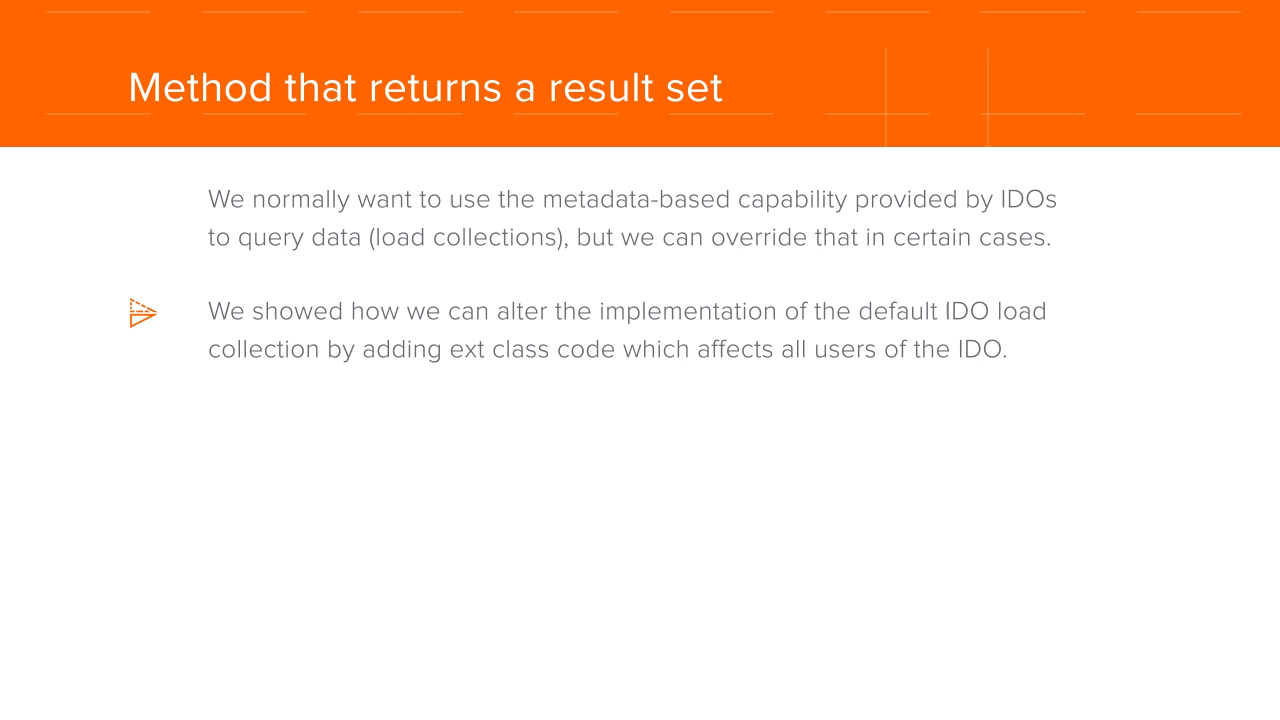 Method that returns a result set
We normally want to use the metadata-based capability provided by IDOs
to query data (load collections), but we can override that in certain cases.
We showed how we can alter the implementation of the default IDO load
collection by adding ext class code which affects all users of the IDO.